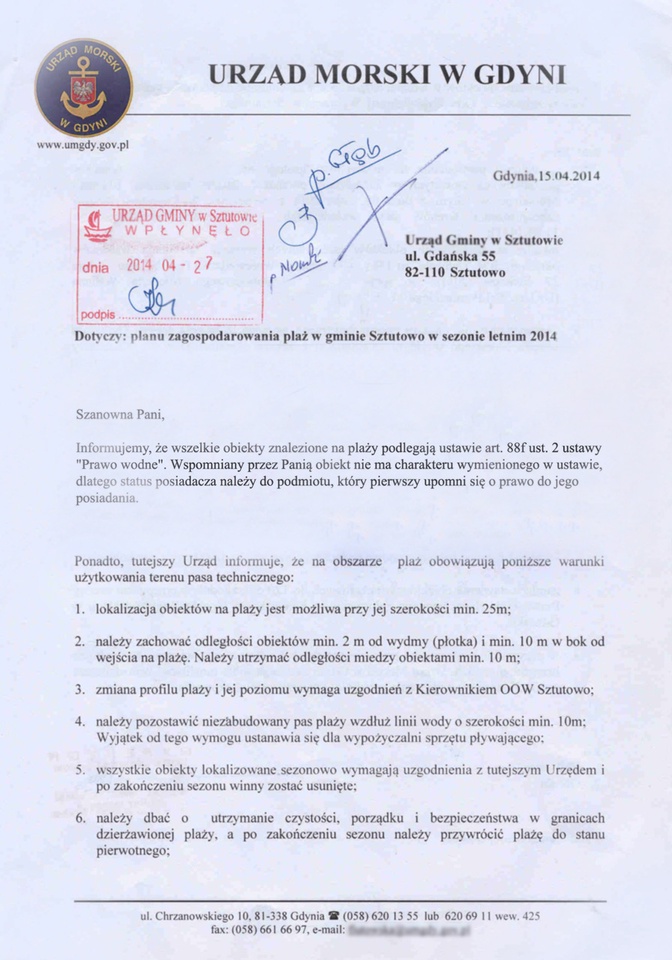 URZĄD MORSKI
W GDYNI
URZĄD MORSKI W GDYNI
www.umgdy.gov.pl
Gdynia, 15.04.2014
p. Głąb
URZĄD GMINY w Sztutowie
WPŁYNĘŁO
dnia 2014 -04- 27
podpis
Urząd Gminy w Sztutowie
ul. Gdańska 55
82-110 Sztutowo
Dotyczy: planu zagospodarowania plaż w gminie Sztutowo w sezonie letnim 2014
Szanowna Pani,
Informujemy, że wszelkie obiekty znalezione na plaży podlegają ustawie art. 88f ust. 2 ustawy
"Prawo wodne". Wspomniany przez Panią obiekt nie ma charakteru wymienionego w ustawie,
dlatego status posiadacza należy do podmiotu, który pierwszy upomni się o prawo do jego
posiadania.
Ponadto, tutejszy Urząd informuje, że na obszarze plaż obowiązują poniższe warunki
użytkowania terenu pasa technicznego:
1. lokalizacja obiektów na plaży jest możliwa przy jej szerokości min. 25m;
2. należy zachować odległości obiektów min. 2 m od wydmy (płotka) i min. 10 m w bok od
wejścia na plażę. Należy utrzymać odległości miedzy obiektami min. 10 m;
3. zmiana profilu plaży i jej poziomu wymaga uzgodnień z Kierownikiem OOW Sztutowo;
4. należy pozostawić niezabudowany pas plaży wzdłuż linii wody o szerokości min. 10m;
Wyjątek od tego wymogu ustanawia się dla wypożyczalni sprzętu pływającego;
5. wszystkie obiekty lokalizowane sezonowo wymagają uzgodnienia z tutejszym Urzędem i
po zakończeniu sezonu winny zostać usunięte;
6. należy dbać o utrzymanie czystości, porządku i bezpieczeństwa w granicach
dzierżawionej plaży, a po zakończeniu sezonu należy przywrócić plażę do stanu
pierwotnego;
ul. Chrzanowskiego 10, 81-338 Gdynia ☎ (058) 620 13 55 lub 620 69 11 wew. 425
fax: (058) 661 66 97, e-mail: